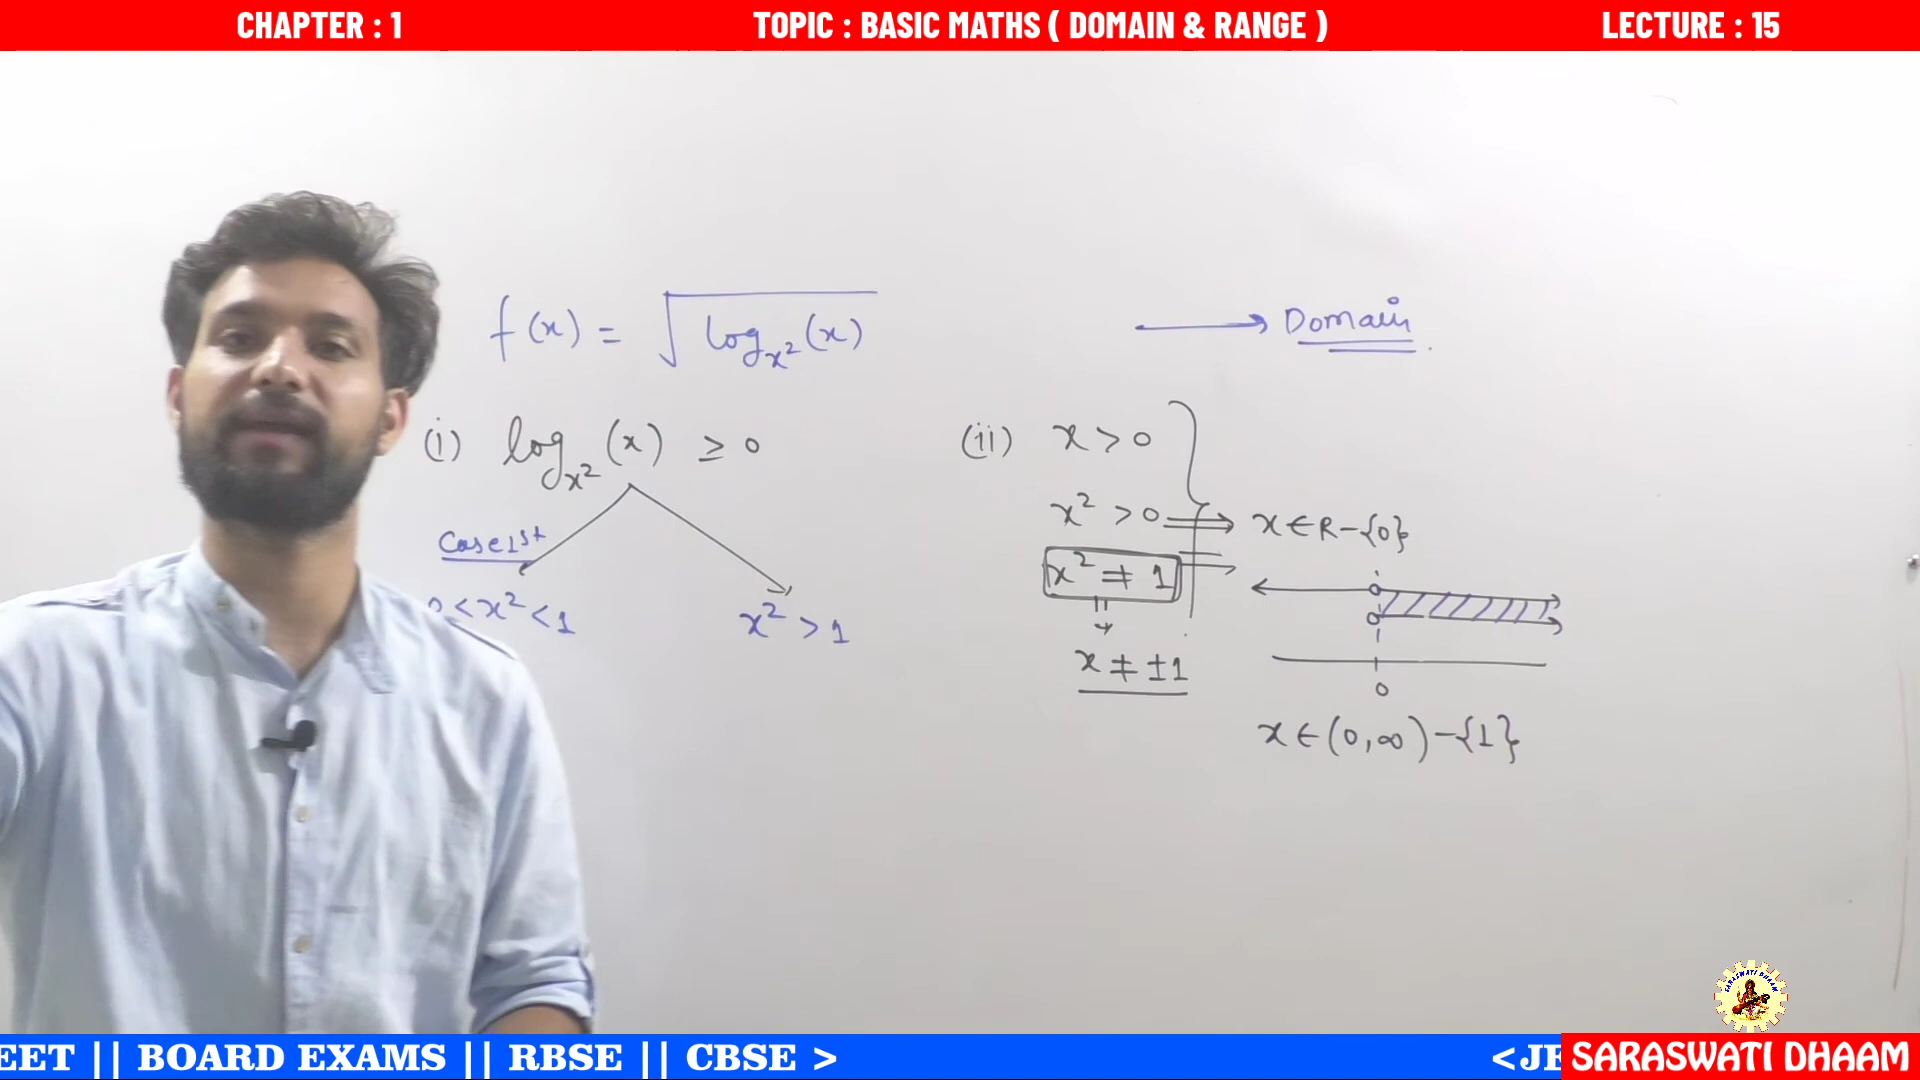 CHAPTER : 1
TOPIC : BASIC MATHS ( DOMAIN & RANGE )
LECTURE : 15
f(x) = √log_{x²}(x)
Domain
(i) log_{x²}(x) ≥ 0
Case 1st
0 < x² < 1
x² > 1
(ii) x > 0
x² > 0 ⇒ x ∈ R - {0}
x² ≠ 1
x ≠ ±1
0
x ∈ (0, ∞) - {1}
SARASWATI DHAAM
EET || BOARD EXAMS || RBSE || CBSE >
<JE
SARASWATI DHAAM